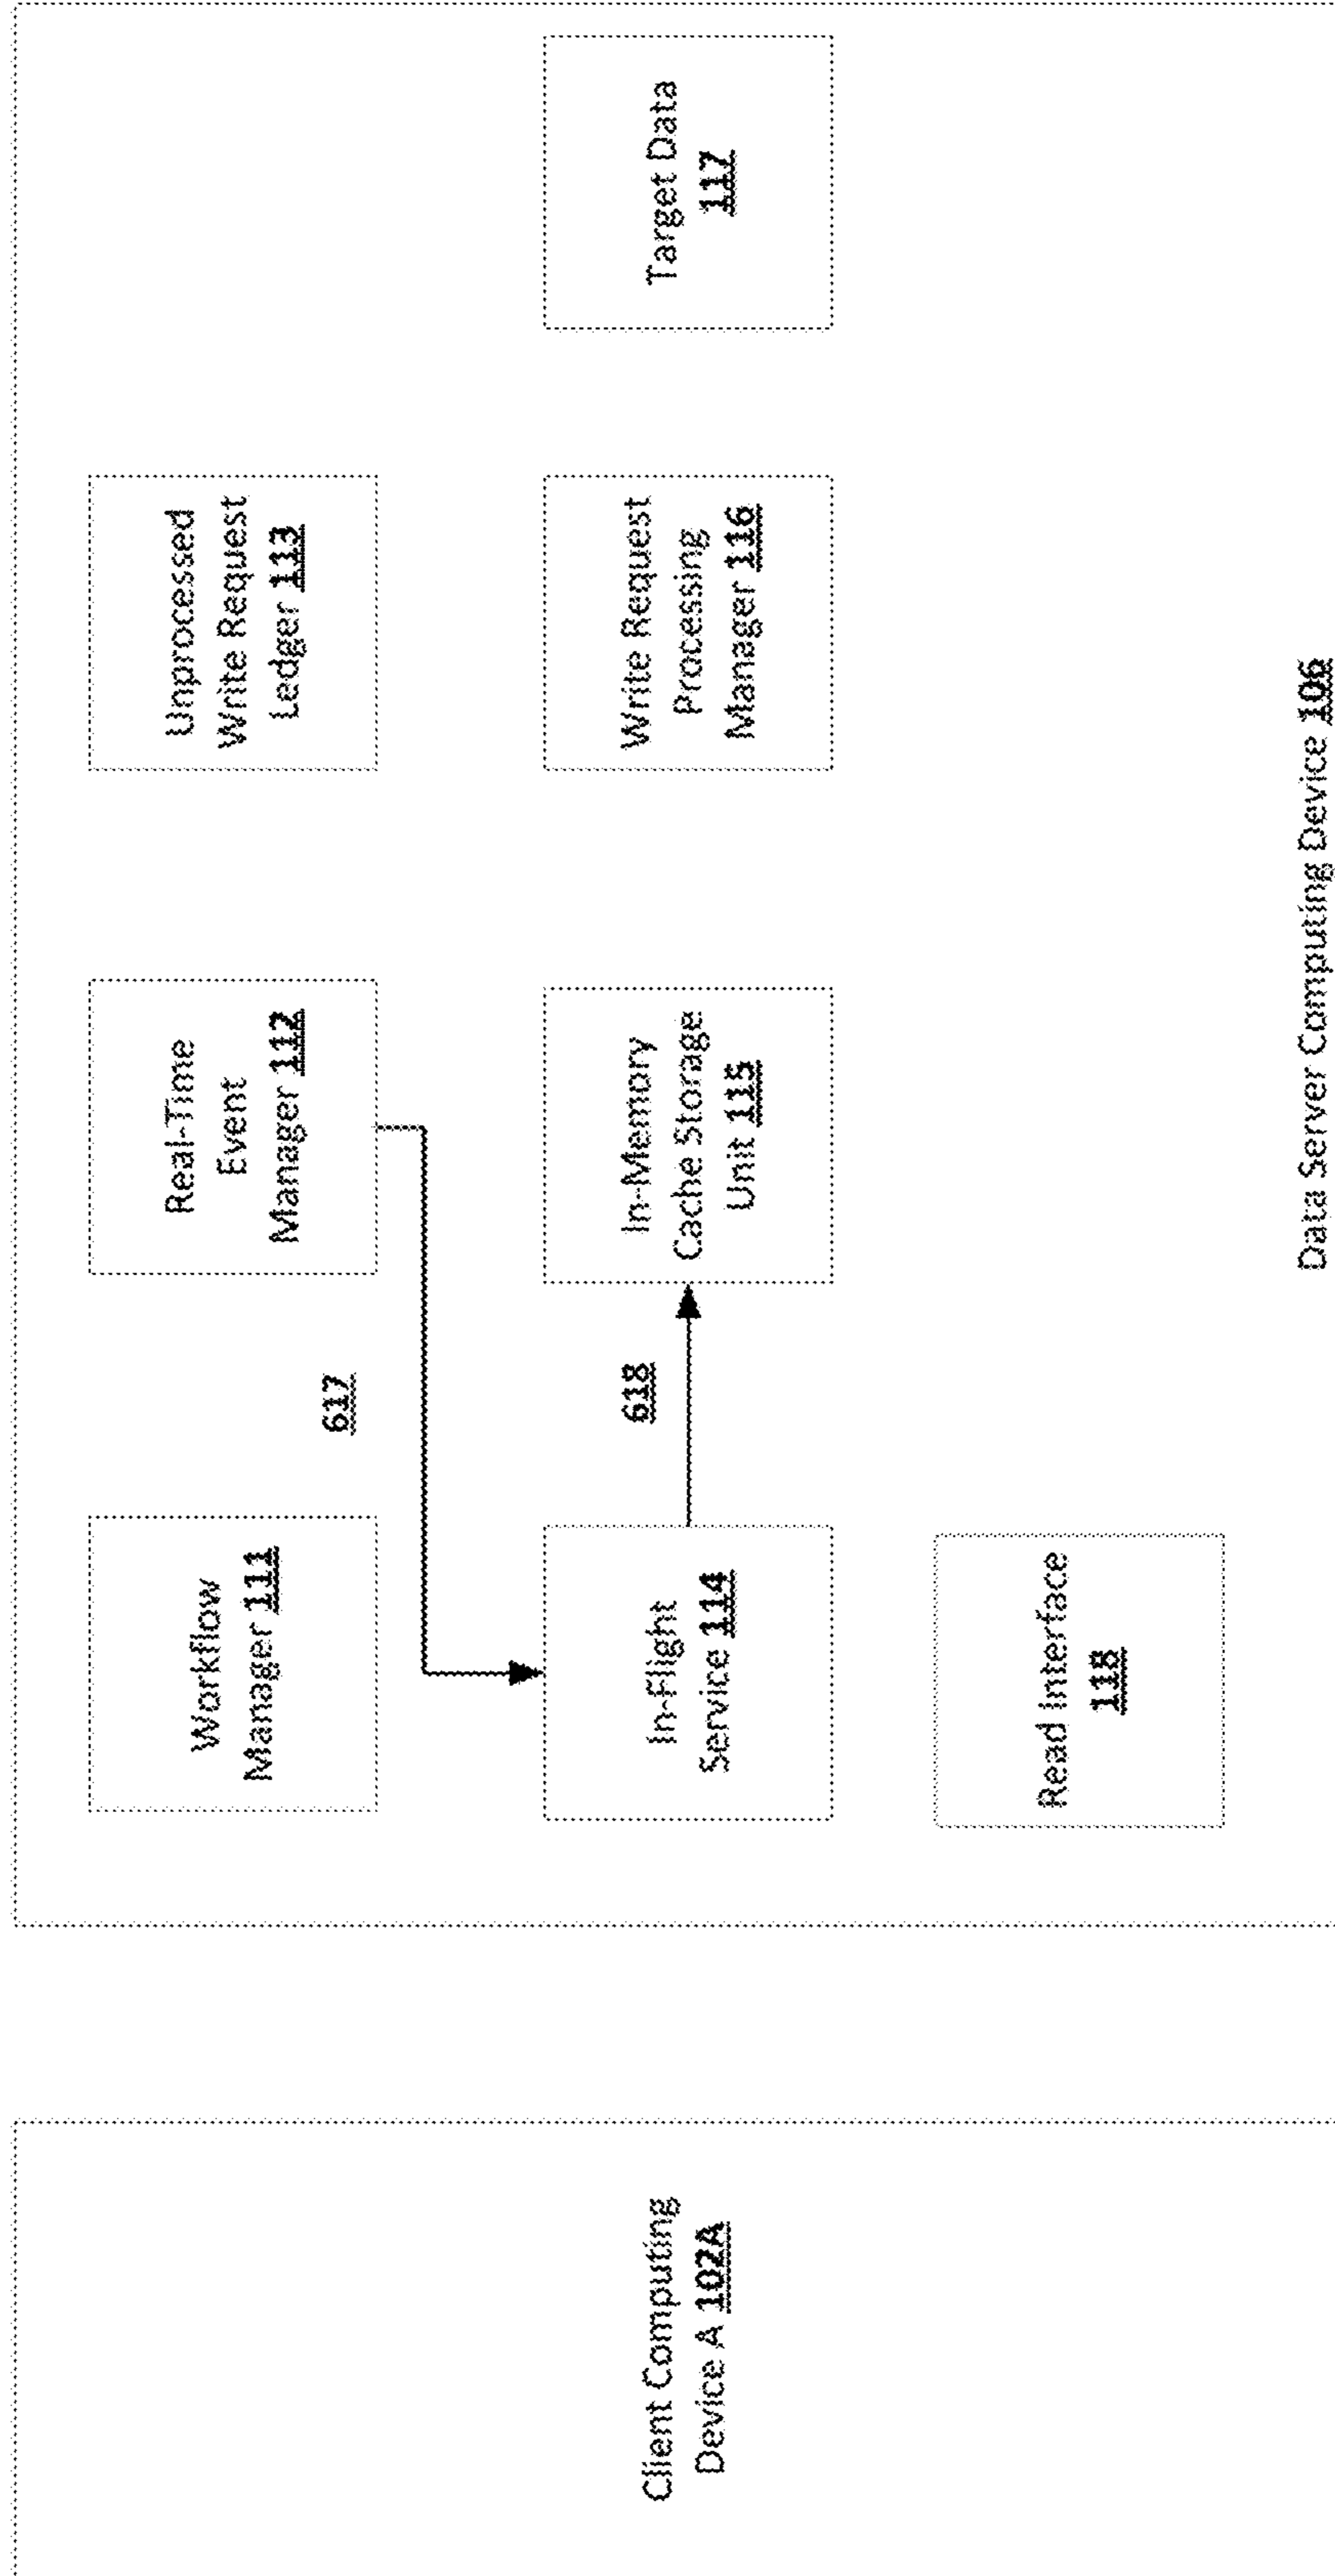 Client Computing
Device A 102A
Workflow
Manager 111
617
Real-Time
Event
Manager 112
Unprocessed
Write Request
Ledger 113
In-Flight
Service 114
618
In-Memory
Cache Storage
Unit 115
Write Request
Processing
Manager 116
Target Data
117
Read Interface
118
Data Server Computing Device 106